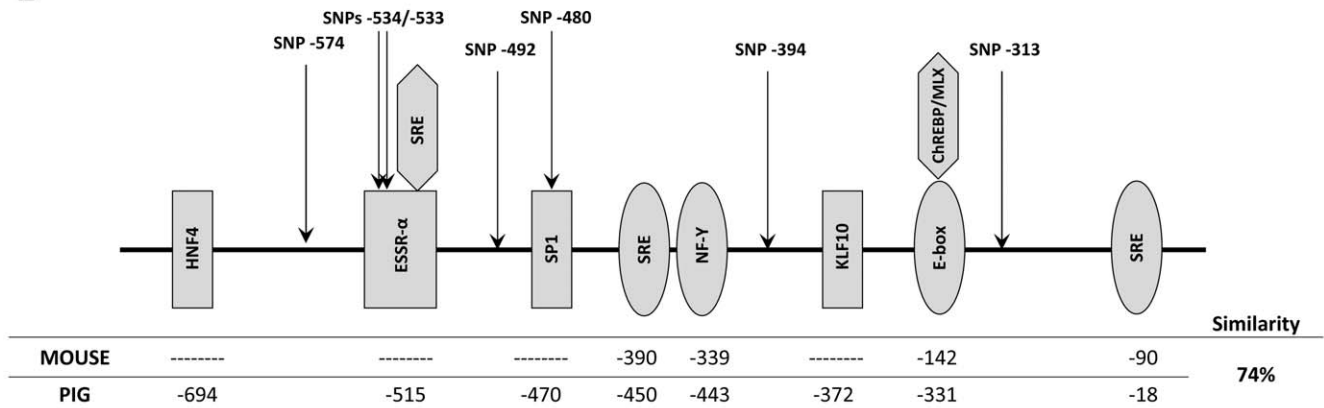 SNPs -534/-533
SNP -480
SNP -574
SNP -492
SNP -394
SNP -313
SRE
ChREBP/MLX
HNF4
ESSR-α
SP1
SRE
NF-Y
KLF10
E-box
SRE
Similarity
MOUSE -------- -------- -------- -390 -339 -------- -142 -90
74%
PIG -694 -515 -470 -450 -443 -372 -331 -18